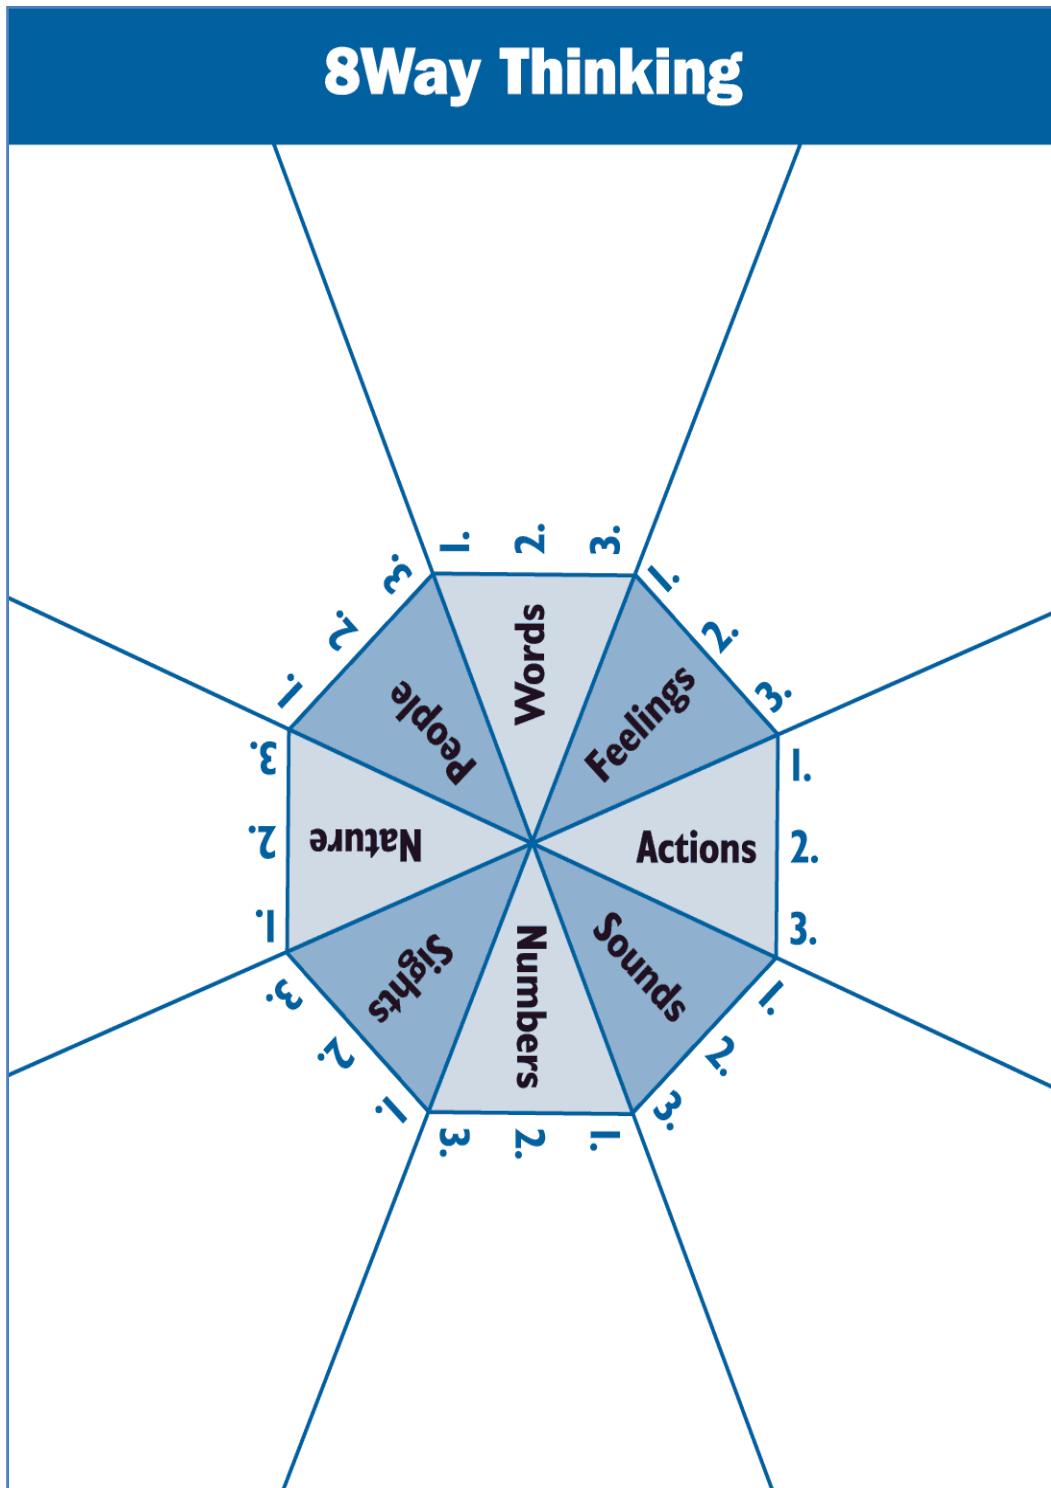 8Way Thinking
Words
1.
2.
3.
Feelings
1.
2.
3.
Actions
1.
2.
3.
Sounds
1.
2.
3.
Numbers
1.
2.
3.
Sights
1.
2.
3.
Nature
1.
2.
3.
People
1.
2.
3.